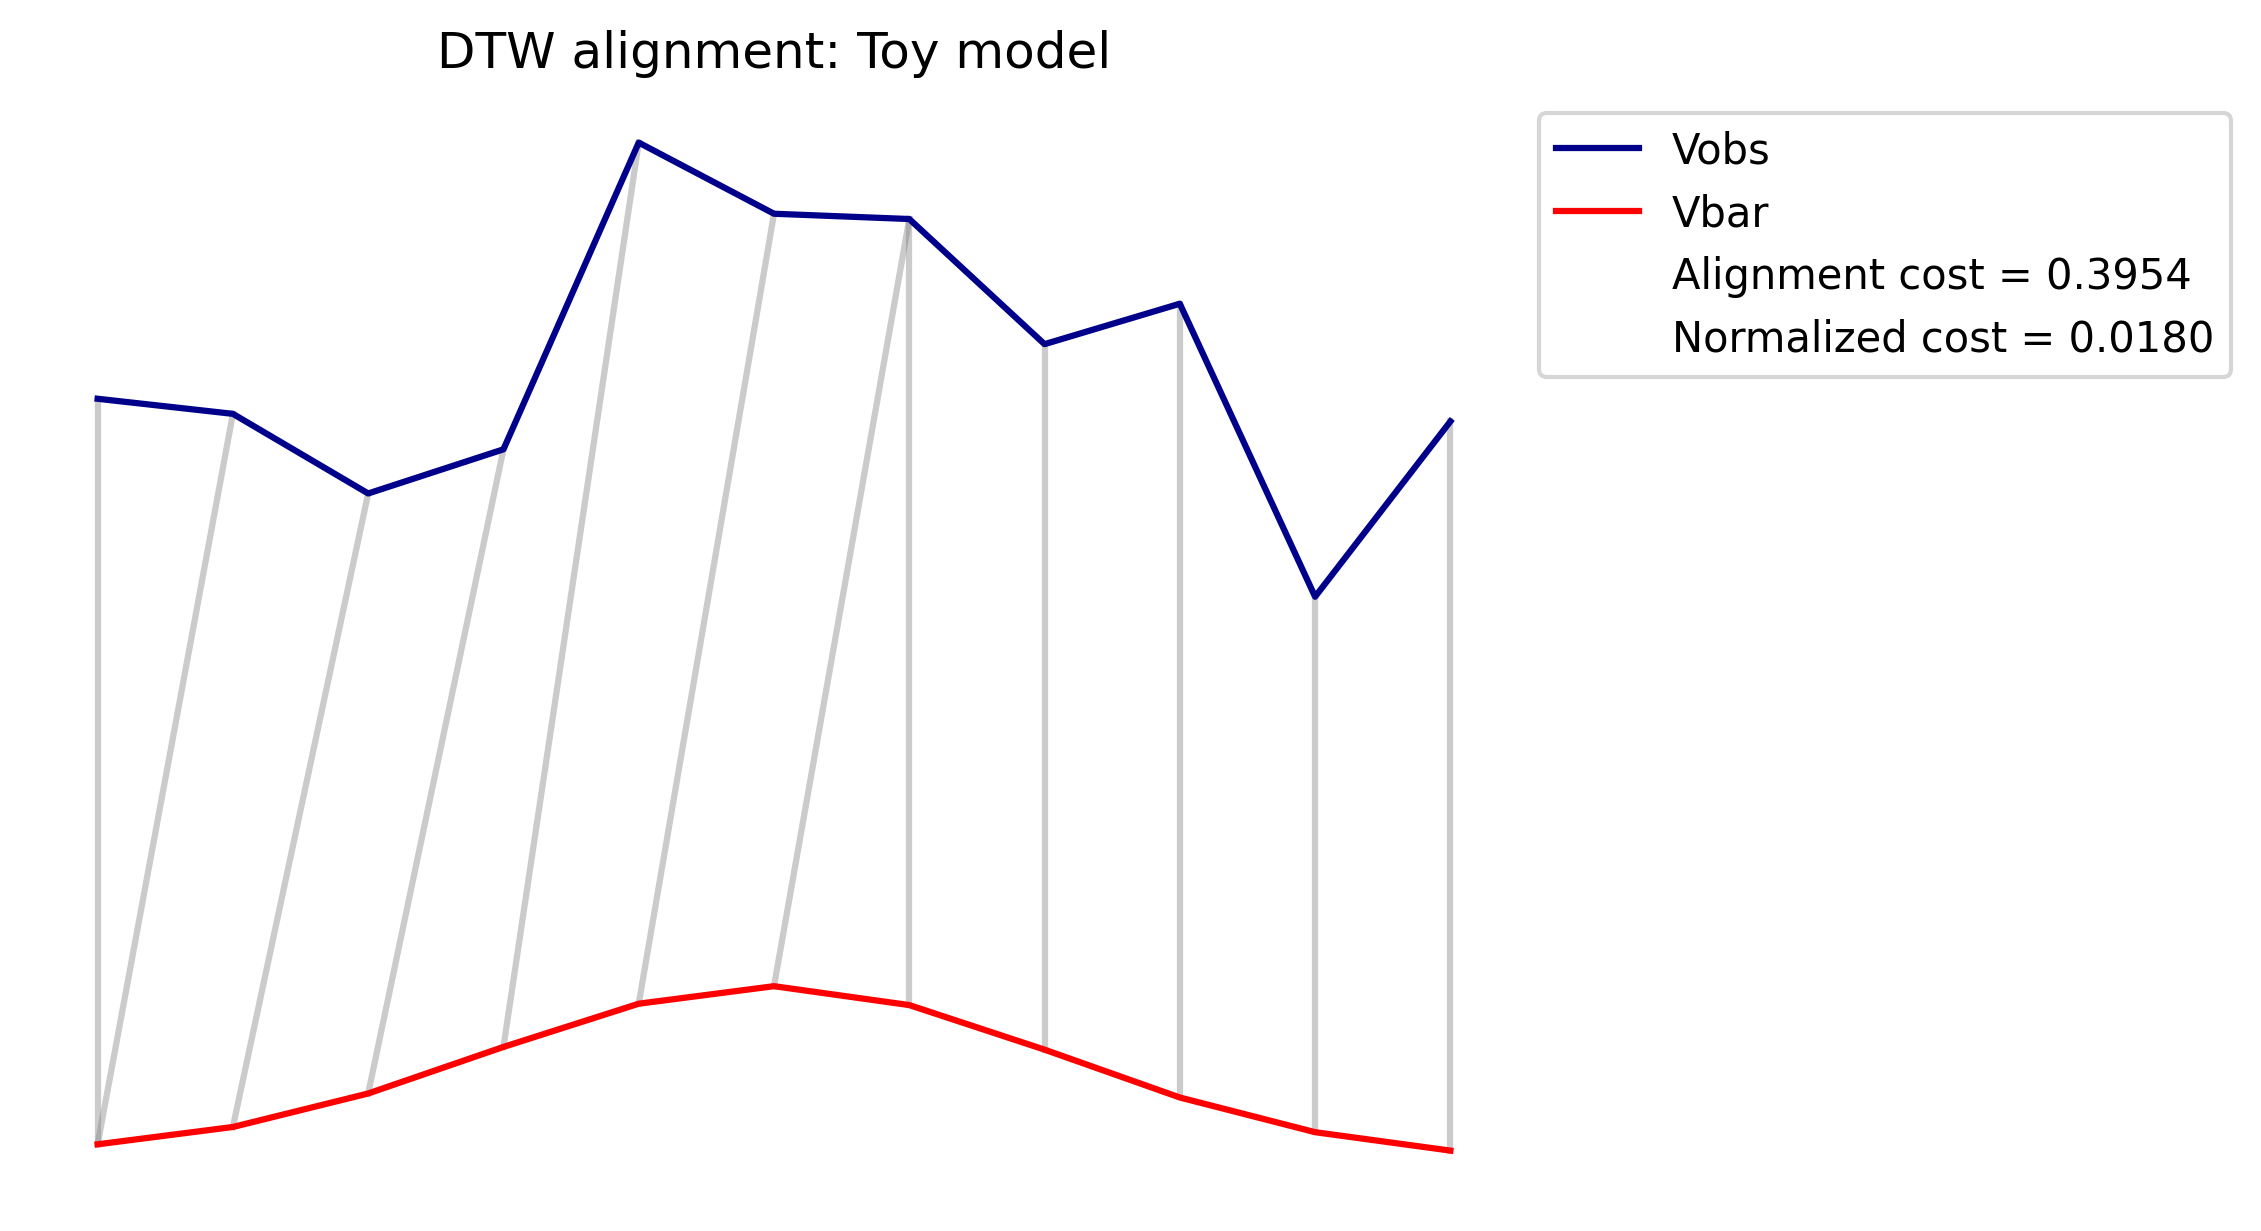 DTW alignment: Toy model
Vobs
Vbar
Alignment cost = 0.3954
Normalized cost = 0.0180